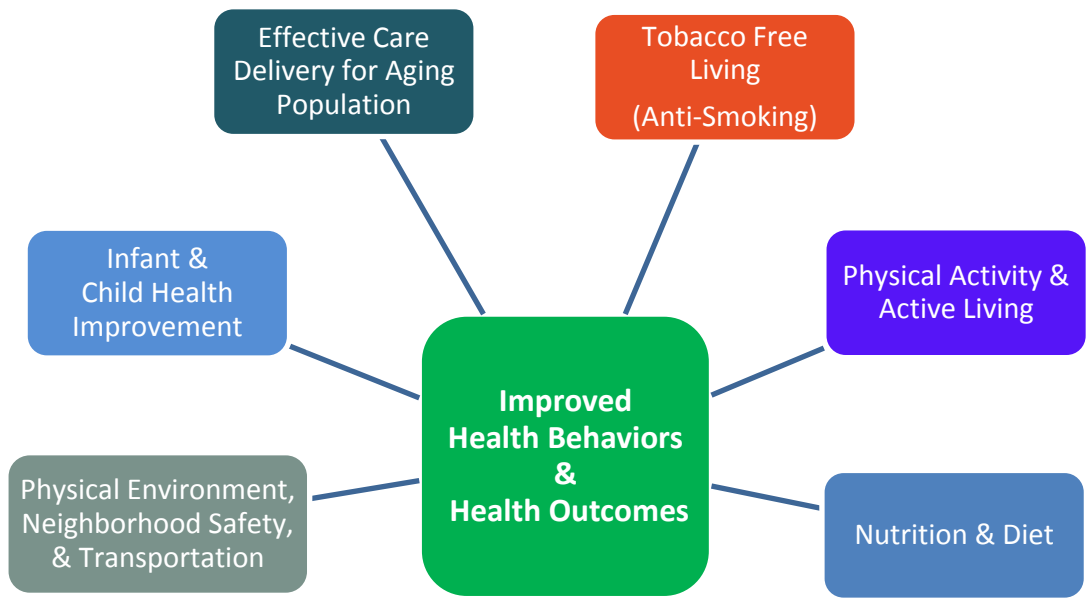 Effective Care
Delivery for Aging
Population
Tobacco Free
Living
(Anti-Smoking)
Infant &
Child Health
Improvement
Physical Activity &
Active Living
Improved
Health Behaviors
&
Health Outcomes
Physical Environment,
Neighborhood Safety,
& Transportation
Nutrition & Diet